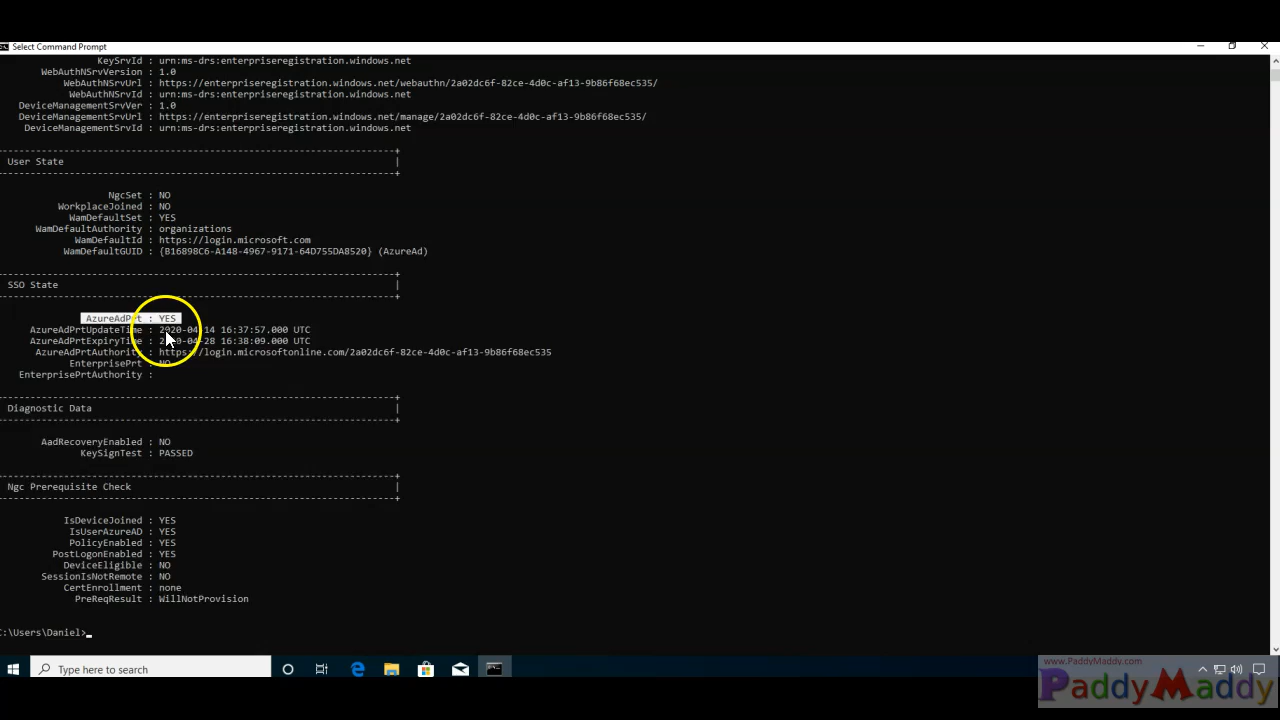 Select Command Prompt
KeySrvId : urn:ms-drs:enterpriseregistration.windows.net
WebAuthNSrvVersion : 1.0
WebAuthNSrvUrl : https://enterpriseregistration.windows.net/webauthn/2a02dc6f-82ce-4d0c-af13-9b86f68ec535/
WebAuthNSrvId : urn:ms-drs:enterpriseregistration.windows.net
DeviceManagementSrvVer : 1.0
DeviceManagementSrvUrl : https://enterpriseregistration.windows.net/manage/2a02dc6f-82ce-4d0c-af13-9b86f68ec535/
DeviceManagementSrvId : urn:ms-drs:enterpriseregistration.windows.net
User State
NgcSet : NO
WorkplaceJoined : NO
WamDefaultSet : YES
WamDefaultAuthority : organizations
WamDefaultId : https://login.microsoft.com
WamDefaultGUID : {B16898C6-A148-4967-9171-64D755DA8520} (AzureAd)
SSO State
AzureAdPrt : YES
AzureAdPrtUpdateTime : 2020-04-14 16:37:57.000 UTC
AzureAdPrtExpiryTime : 2020-04-28 16:38:09.000 UTC
AzureAdPrtAuthority : https://login.microsoftonline.com/2a02dc6f-82ce-4d0c-af13-9b86f68ec535
EnterprisePrt : NO
EnterprisePrtAuthority :
Diagnostic Data
AadRecoveryEnabled : NO
KeySignTest : PASSED
Ngc Prerequisite Check
IsDeviceJoined : YES
IsUserAzureAD : YES
PolicyEnabled : YES
PostLogonEnabled : YES
DeviceEligible : NO
SessionIsNotRemote : NO
CertEnrollment : none
PreReqResult : WillNotProvision
C:\Users\Daniel>
Type here to search
www.PaddyMaddy.com
PaddyMaddy